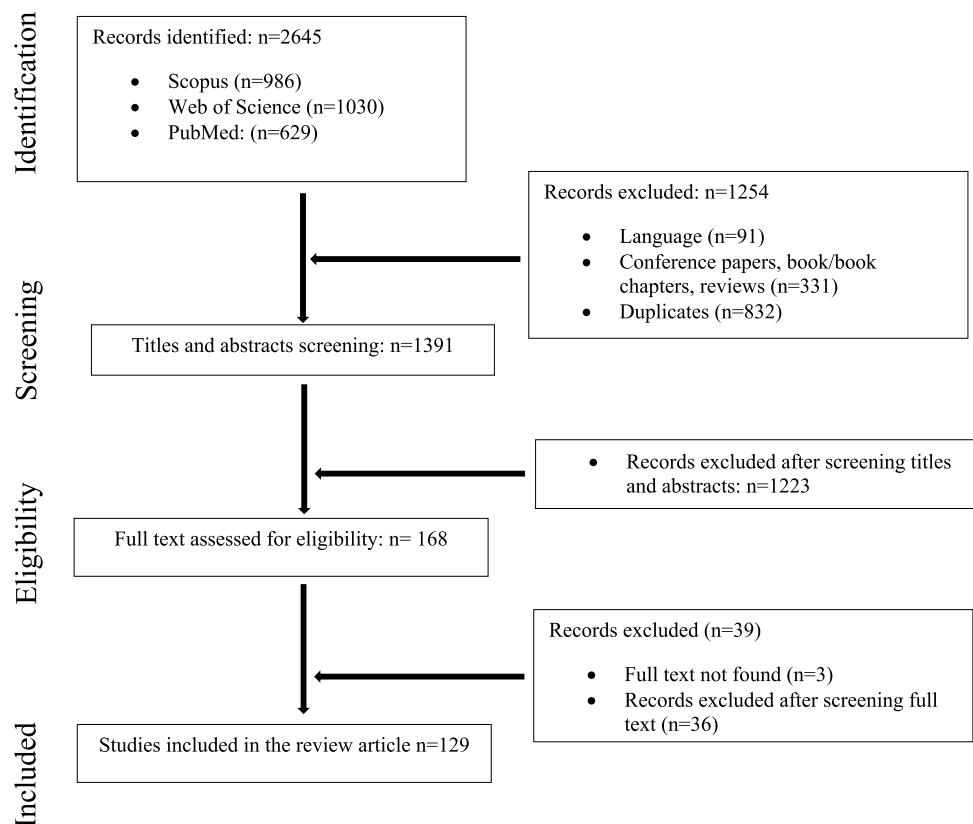 Identification
Records identified: n=2645
• Scopus (n=986)
• Web of Science (n=1030)
• PubMed: (n=629)
Records excluded: n=1254
• Language (n=91)
• Conference papers, book/book
chapters, reviews (n=331)
• Duplicates (n=832)
Screening
Titles and abstracts screening: n=1391
• Records excluded after screening titles
and abstracts: n=1223
Eligibility
Full text assessed for eligibility: n= 168
Records excluded (n=39)
• Full text not found (n=3)
• Records excluded after screening full
text (n=36)
Included
Studies included in the review article n=129